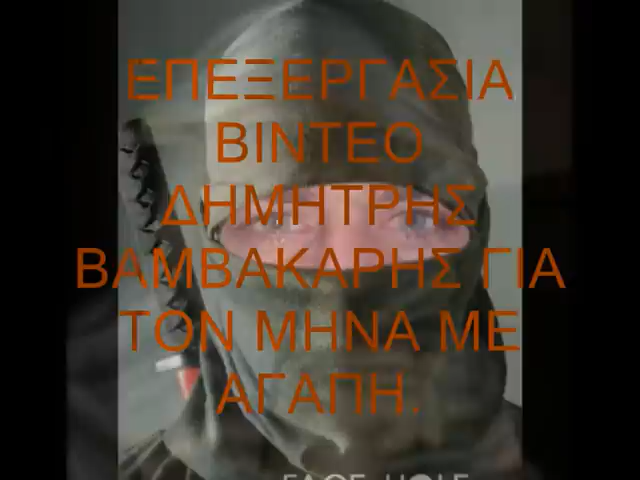 ΕΠΕΞΕΡΓΑΣΙΑ
ΒΙΝΤΕΟ
ΔΗΜΗΤΡΗΣ
ΒΑΜΒΑΚΑΡΗΣ ΓΙΑ
ΤΟΝ ΜΗΝΑ ΜΕ
ΑΓΑΠΗ.